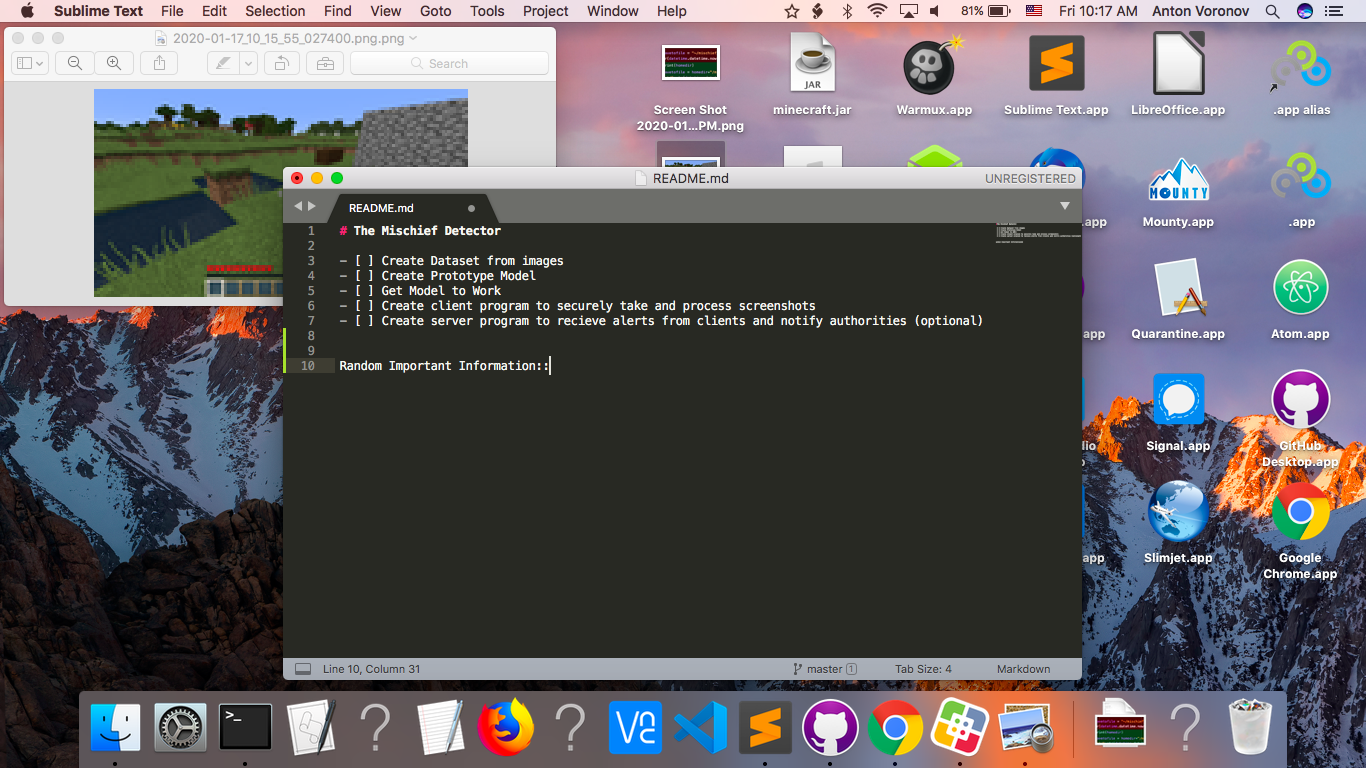 Sublime Text File Edit Selection Find View Goto Tools Project Window Help 81% Fri 10:17 AM Anton Voronov
2020-01-17_10_15_55_027400.png.png
Search
Screen Shot
2020-01...PM.png
JAR
minecraft.jar
Warmux.app
Sublime Text.app
LibreOffice.app
.app alias
README.md
UNREGISTERED
README.md
1 # The Mischief Detector
2
3 - [ ] Create Dataset from images
4 - [ ] Create Prototype Model
5 - [ ] Get Model to Work
6 - [ ] Create client program to securely take and process screenshots
7 - [ ] Create server program to recieve alerts from clients and notify authorities (optional)
8
9
10 Random Important Information::
.app
MOUNTY
Mounty.app
.app
app
Quarantine.app
Atom.app
Signal.app
GitHub
Desktop.app
app
Slimjet.app
Google
Chrome.app
Line 10, Column 31
master 1
Tab Size: 4
Markdown